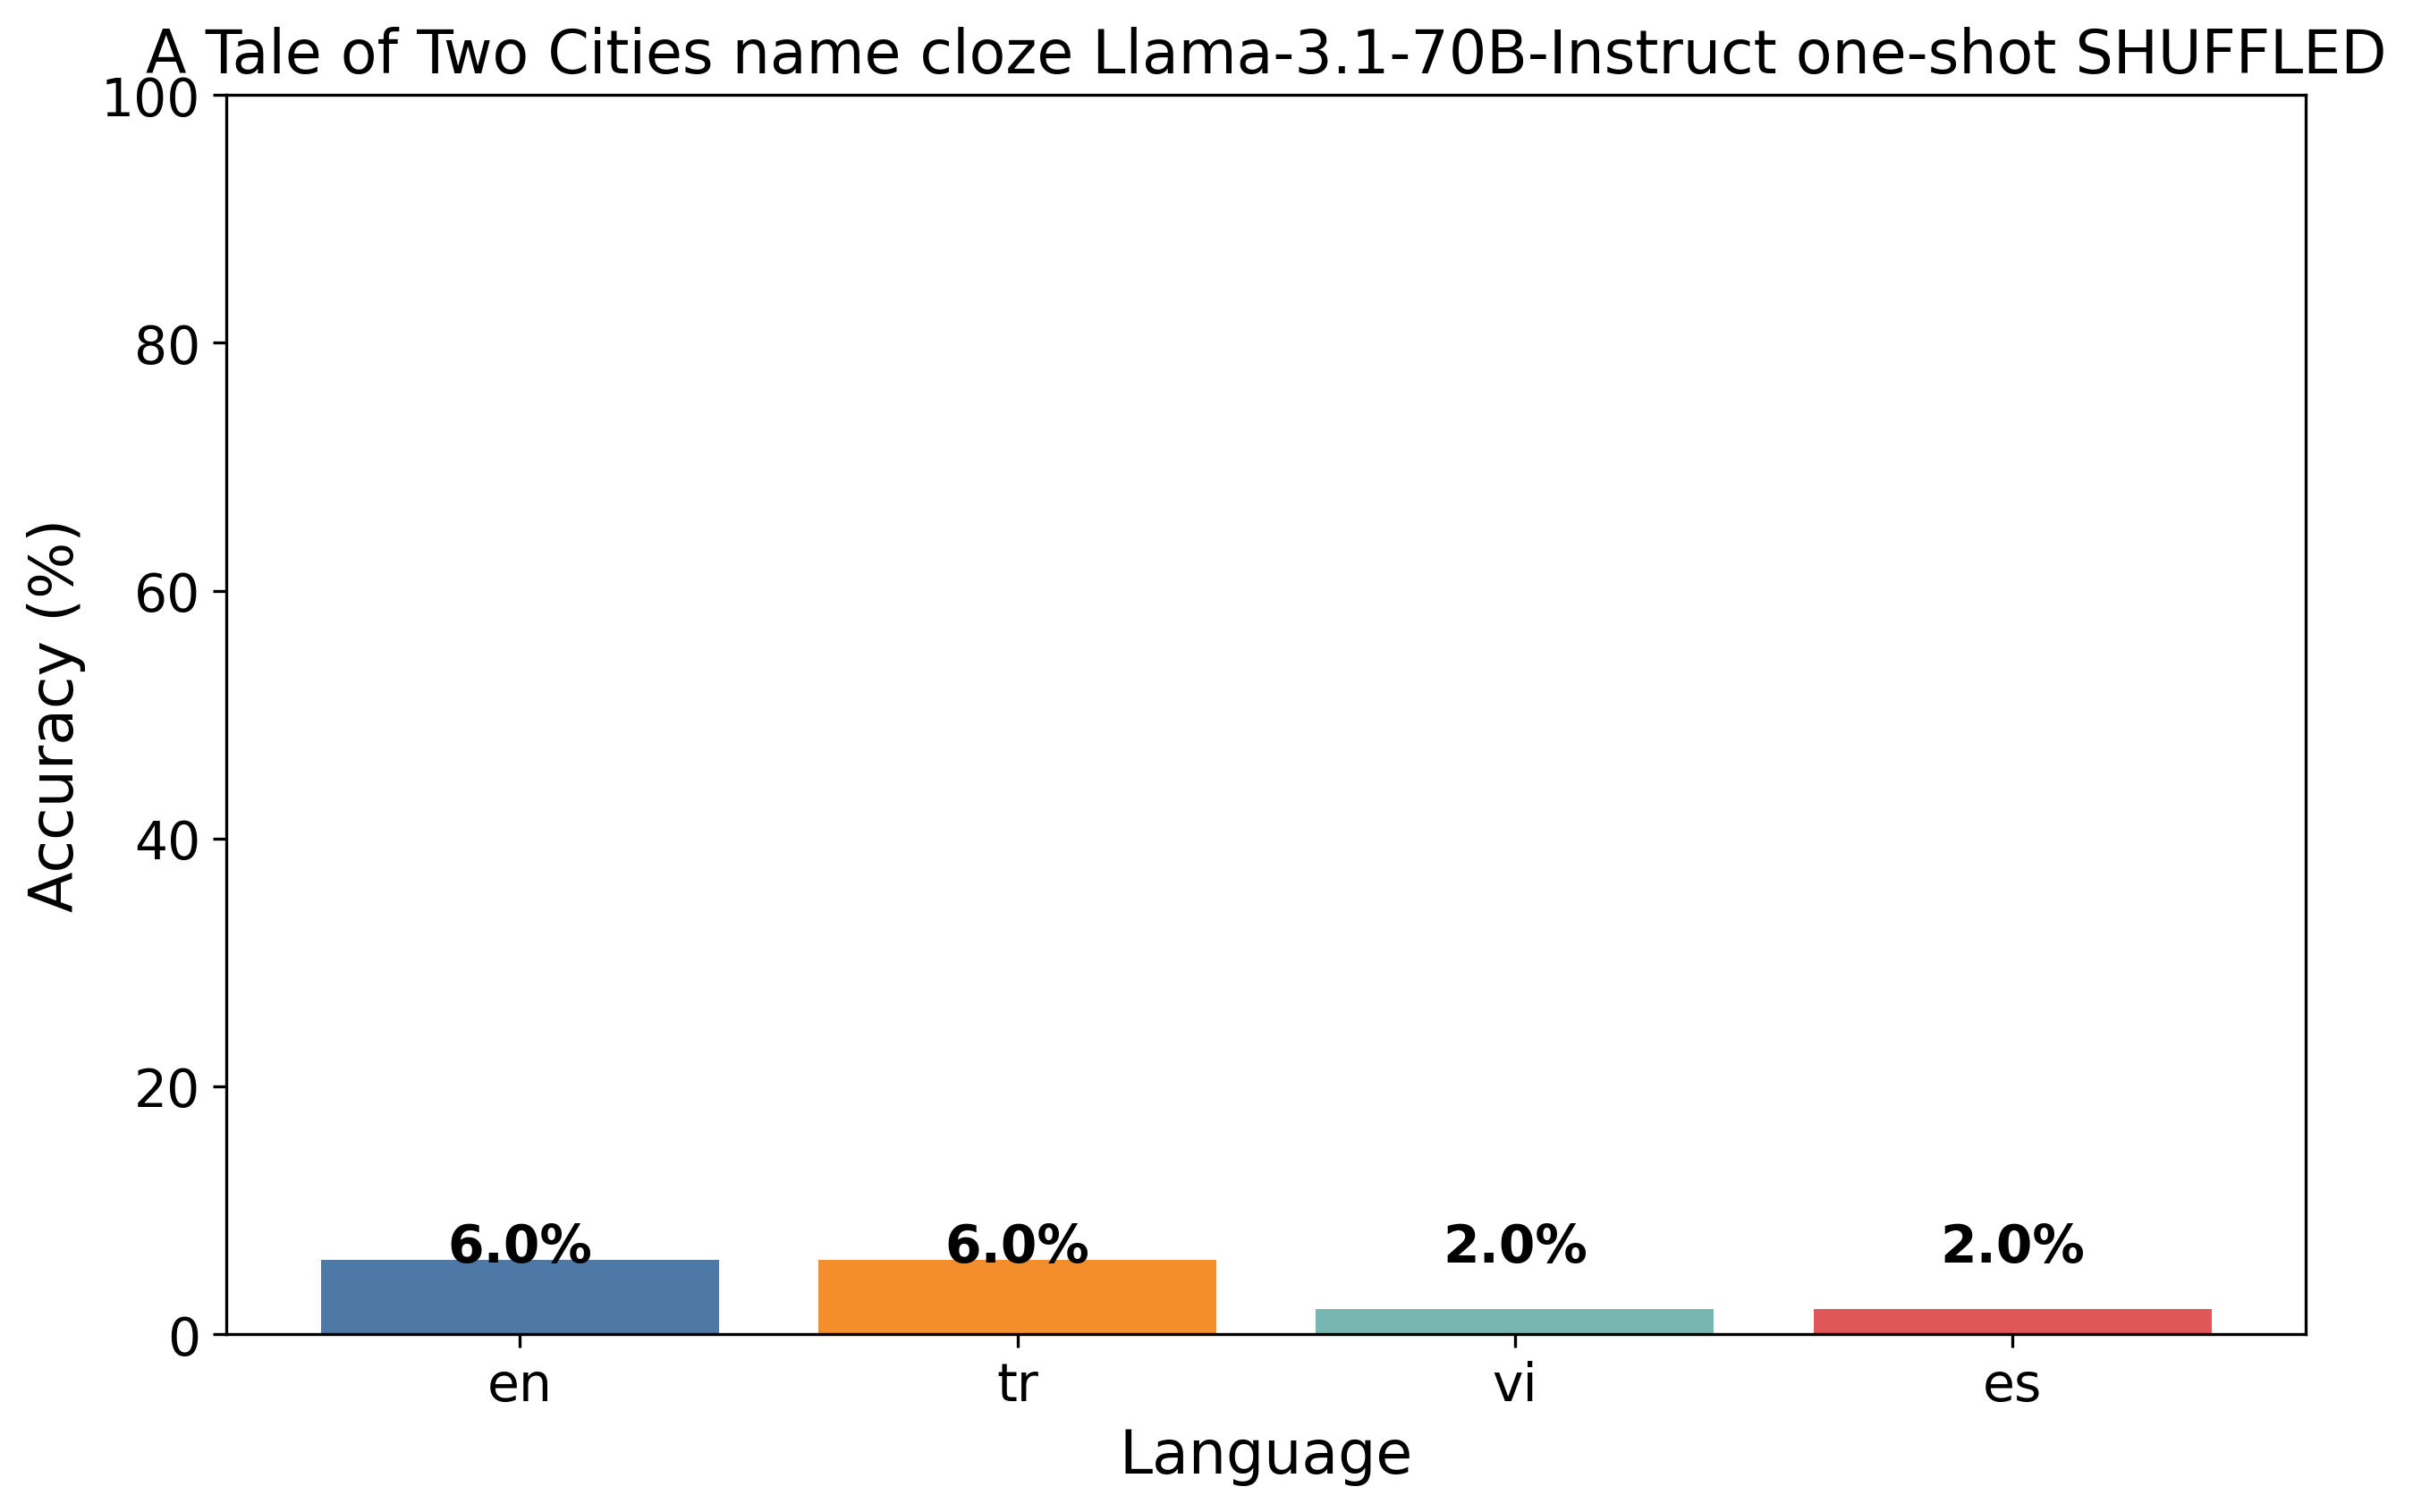 A Tale of Two Cities name cloze Llama-3.1-70B-Instruct one-shot SHUFFLED
100
80
60
40
20
0
Accuracy (%)
6.0%
6.0%
2.0%
2.0%
en
tr
vi
es
Language